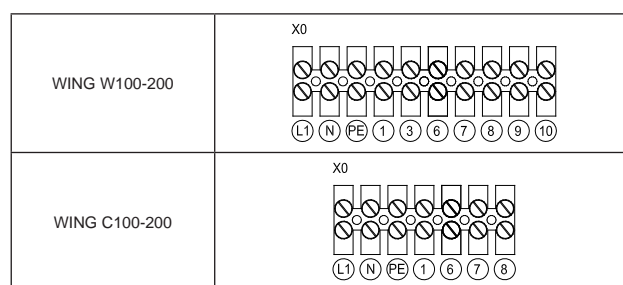 X0
WING W100-200
L1 N PE 1 3 6 7 8 9 10
X0
WING C100-200
L1 N PE 1 6 7 8